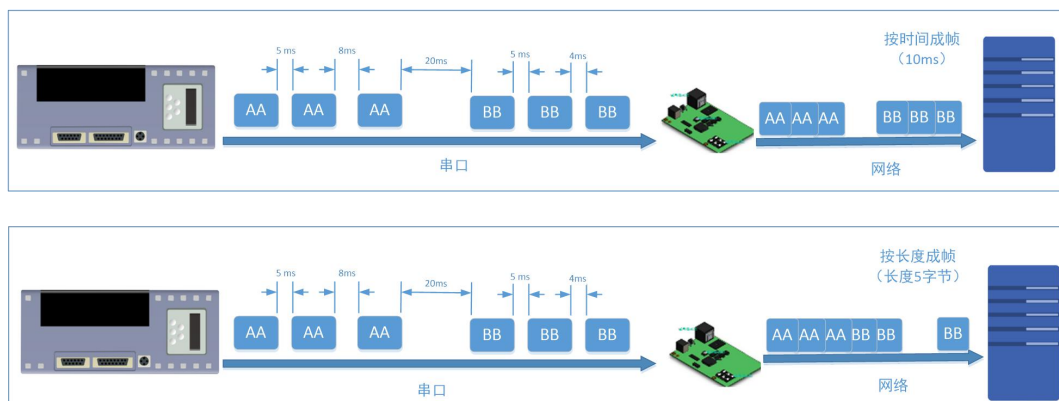 按时间成帧
（10ms）
5 ms
8ms
20ms
5 ms
4ms
AA
AA
AA
BB
BB
BB
AA AA AA
BB BB BB
串口
网络
按长度成帧
（长度5字节）
5 ms
8ms
20ms
5 ms
4ms
AA
AA
AA
BB
BB
BB
AA AA AA BB BB
BB
串口
网络